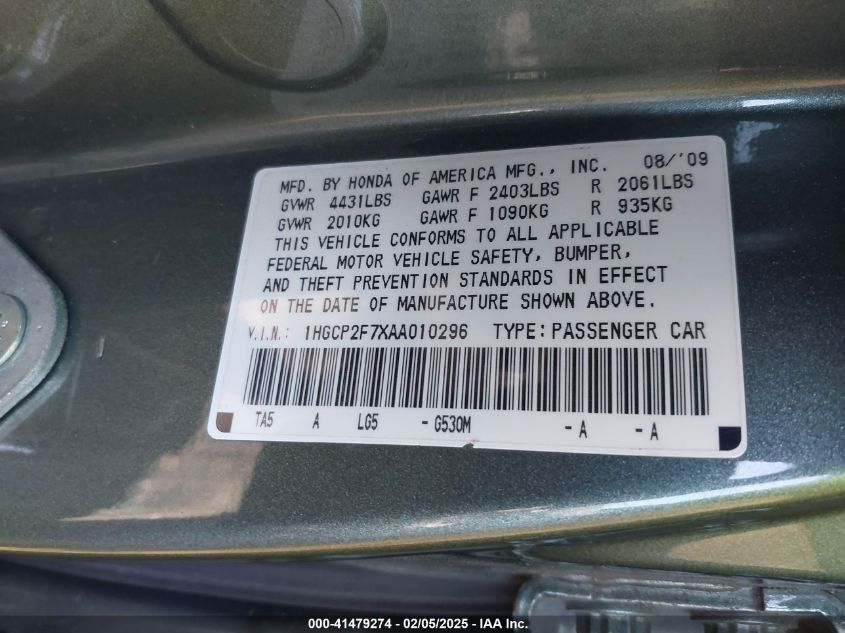 MFD. BY HONDA OF AMERICA MFG., INC. 08/'09
GVWR 4431LBS GAWR F 2403LBS R 2061LBS
GVWR 2010KG GAWR F 1090KG R 935KG
THIS VEHICLE CONFORMS TO ALL APPLICABLE
FEDERAL MOTOR VEHICLE SAFETY, BUMPER,
AND THEFT PREVENTION STANDARDS IN EFFECT
ON THE DATE OF MANUFACTURE SHOWN ABOVE.
V.I.N.: 1HGCP2F7XAA010296 TYPE:PASSENGER CAR
TA5 A LG5 -G530M -A -A
000-41479274 - 02/05/2025 - IAA Inc.